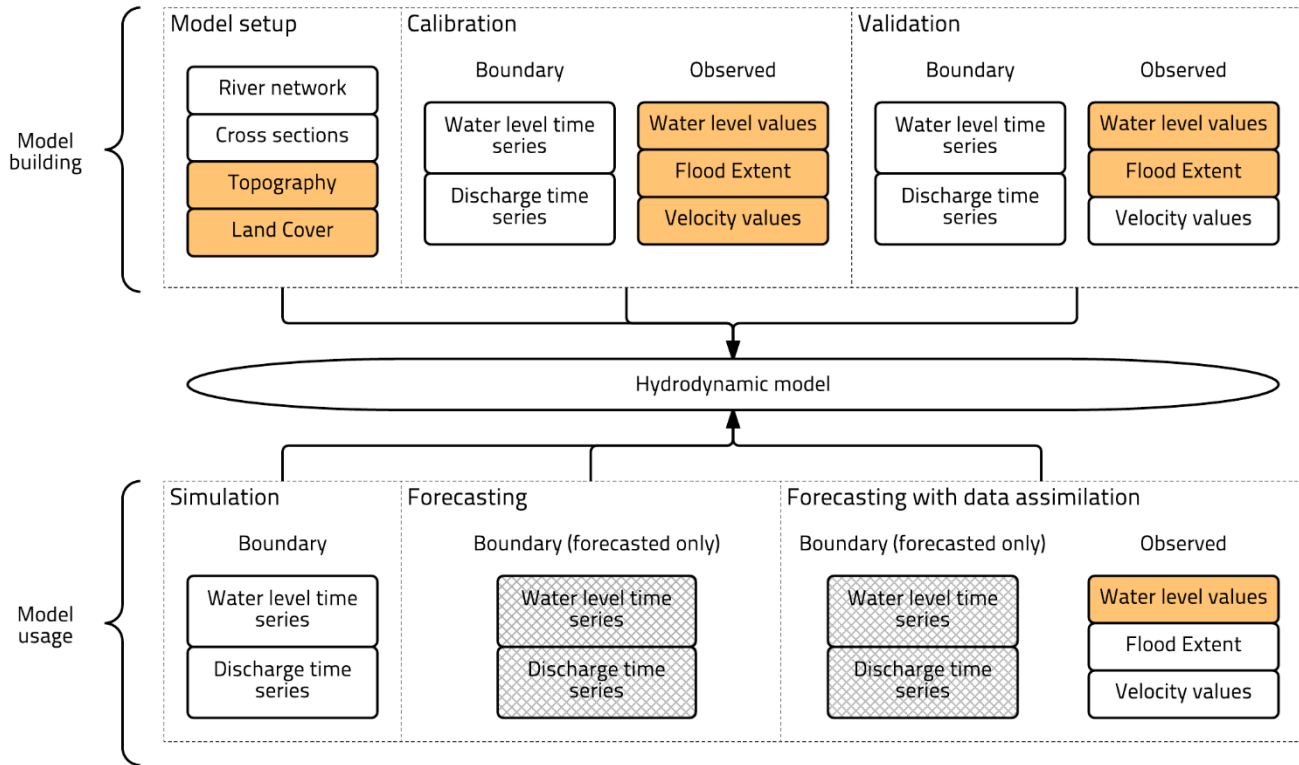 Model building
Model setup
River network
Cross sections
Topography
Land Cover
Calibration
Boundary
Water level time
series
Discharge time
series
Observed
Water level values
Flood Extent
Velocity values
Validation
Boundary
Water level time
series
Discharge time
series
Observed
Water level values
Flood Extent
Velocity values
Hydrodynamic model
Model
usage
Simulation
Boundary
Water level time
series
Discharge time
series
Forecasting
Boundary (forecasted only)
Water level time
series
Discharge time
series
Forecasting with data assimilation
Boundary (forecasted only)
Water level time
series
Discharge time
series
Observed
Water level values
Flood Extent
Velocity values